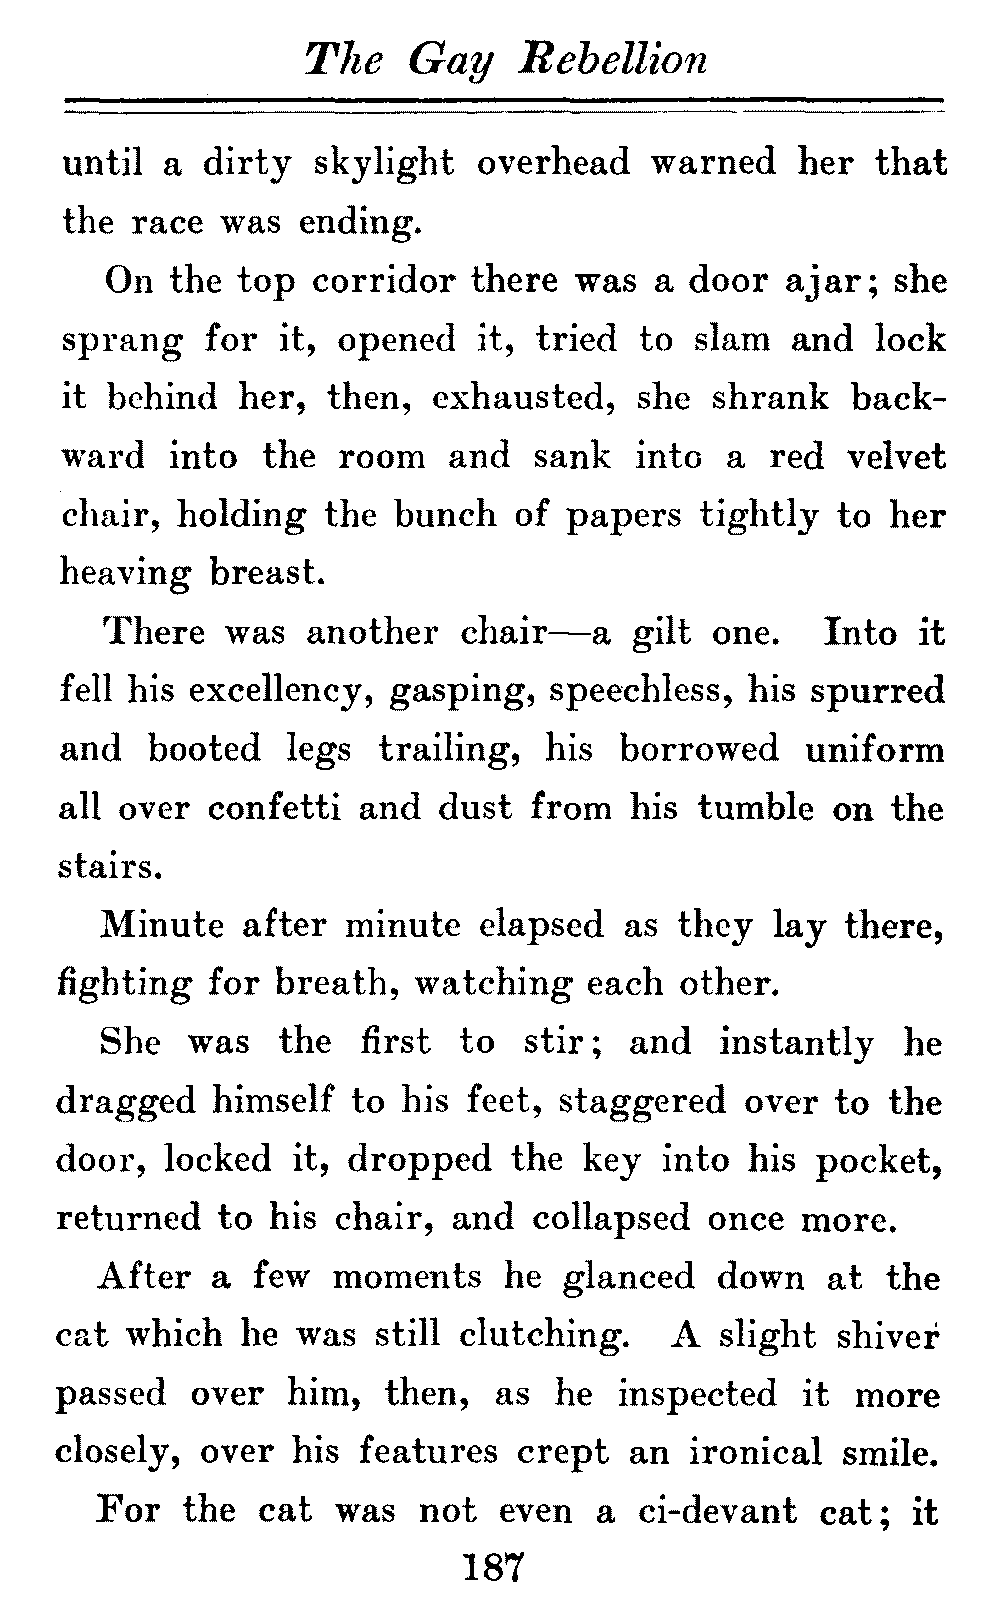 The Gay Rebellion
until a dirty skylight overhead warned her that
the race was ending.
On the top corridor there was a door ajar; she
sprang for it, opened it, tried to slam and lock
it behind her, then, exhausted, she shrank back-
ward into the room and sank into a red velvet
chair, holding the bunch of papers tightly to her
heaving breast.
There was another chair—a gilt one. Into it
fell his excellency, gasping, speechless, his spurred
and booted legs trailing, his borrowed uniform
all over confetti and dust from his tumble on the
stairs.
Minute after minute elapsed as they lay there,
fighting for breath, watching each other.
She was the first to stir; and instantly he
dragged himself to his feet, staggered over to the
door, locked it, dropped the key into his pocket,
returned to his chair, and collapsed once more.
After a few moments he glanced down at the
cat which he was still clutching. A slight shiver
passed over him, then, as he inspected it more
closely, over his features crept an ironical smile.
For the cat was not even a ci-devant cat; it
187